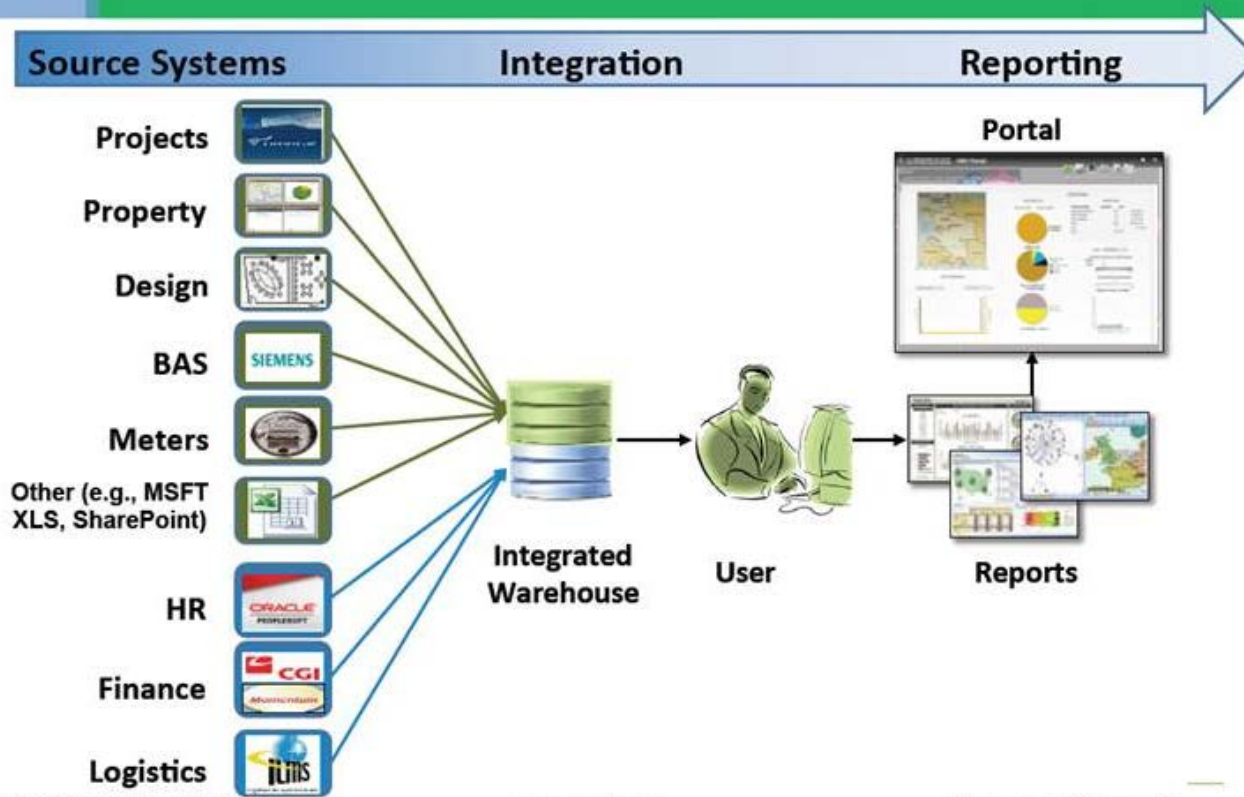 Source Systems
Integration
Reporting
Projects
Property
Design
BAS
SIEMENS
Meters
Other (e.g., MSFT
XLS, SharePoint)
HR
ORACLE
PEOPLESOFT
Finance
CGI
Momentum
Logistics
ILMS
Integrated
Warehouse
User
Portal
Reports